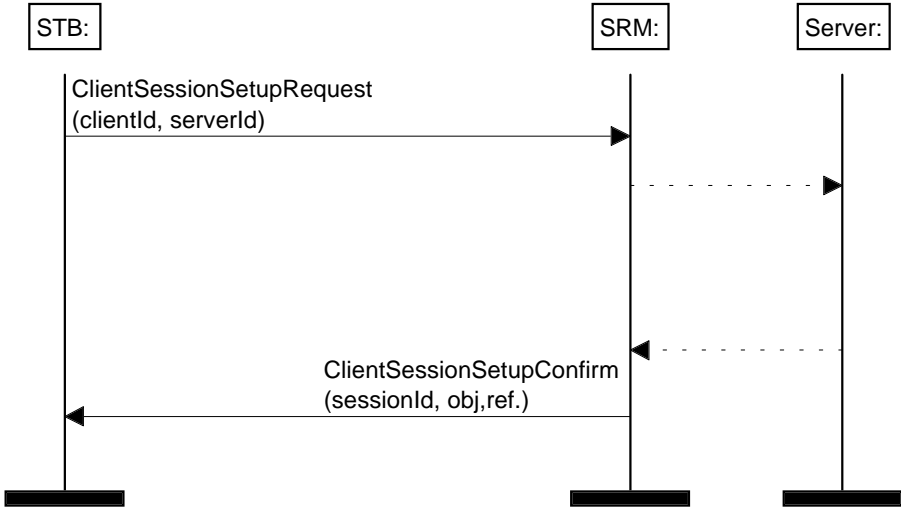 STB:
SRM:
Server:
ClientSessionSetupRequest
(clientId, serverId)
ClientSessionSetupConfirm
(sessionId, obj,ref.)